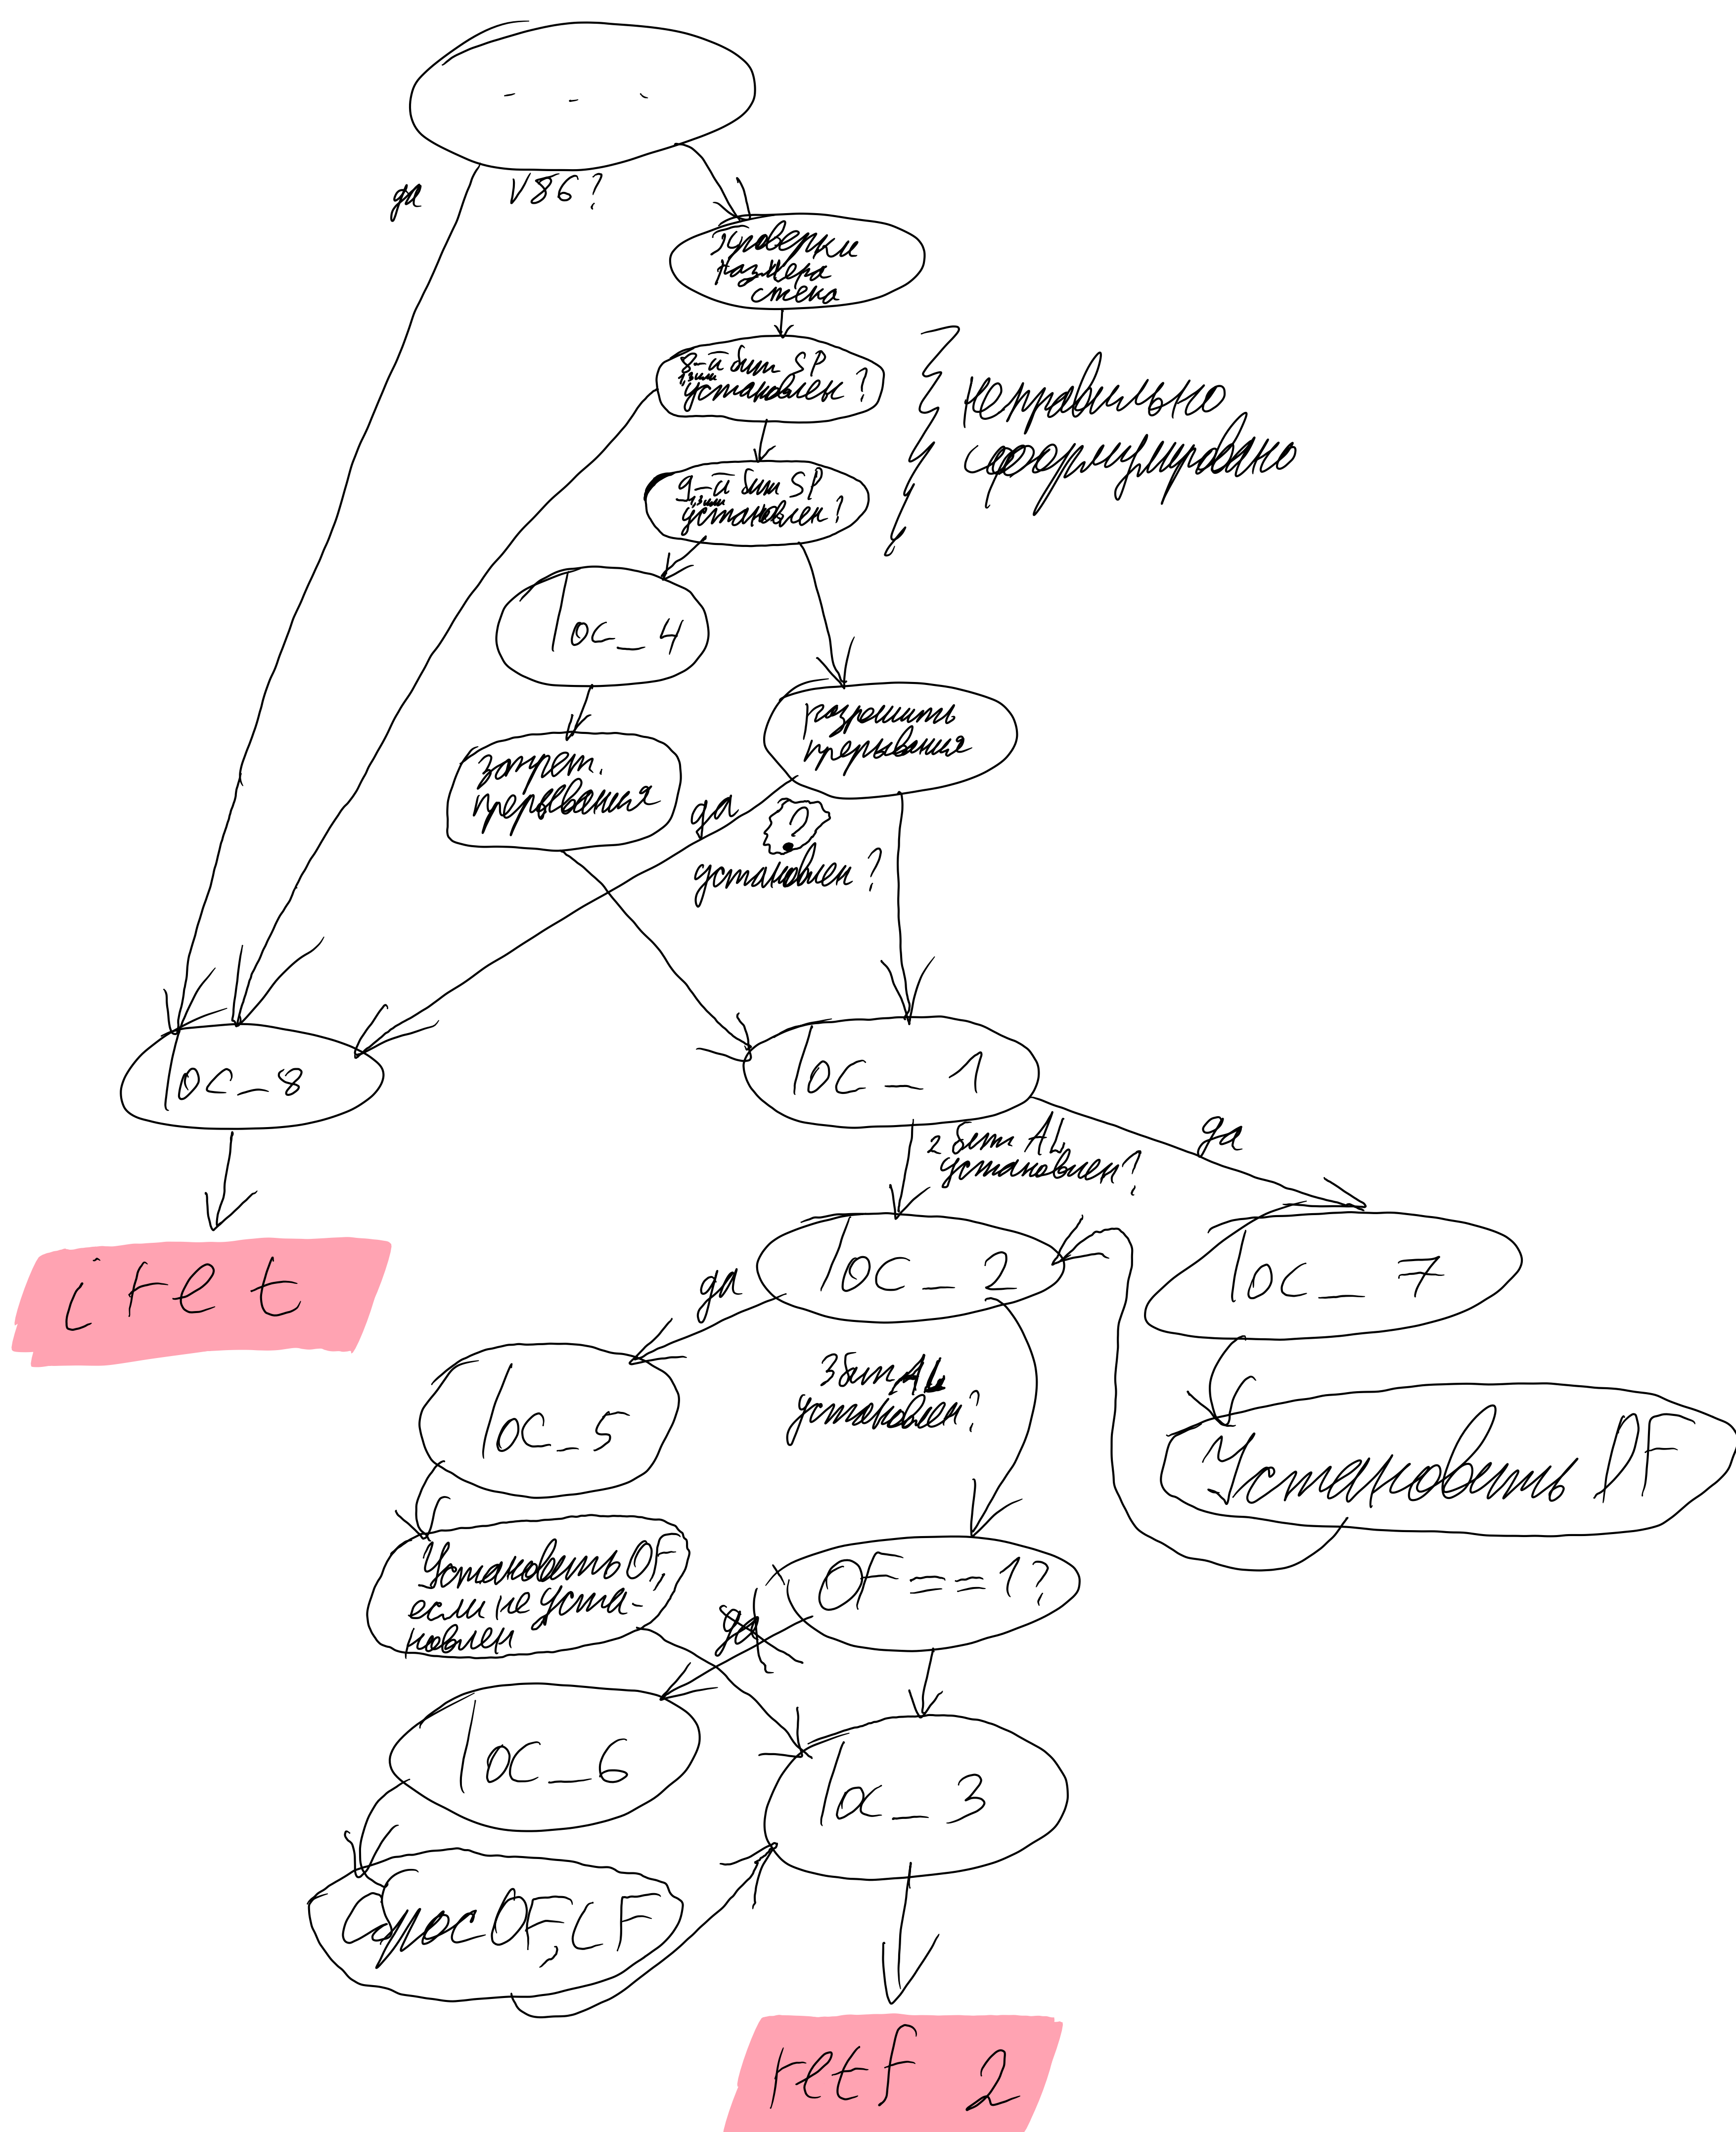 - - -
да
V86?
Проверки
размера
стека
8-й бит SP
установлен?
неправильно
сформулировано
9-й бит SP
установлен?
loc_4
разрешить
прерывания
запрет.
прерывания
да
?
установлен?
loc_8
loc_1
да
2 бит AL
установлен?
iret
loc_2
loc_7
да
3 бит AL
установлен?
loc_5
Установить DF
Установить OF,
если не уста-
новлен
OF==1?
да
loc_6
loc_3
Сброс OF, CF
retf 2